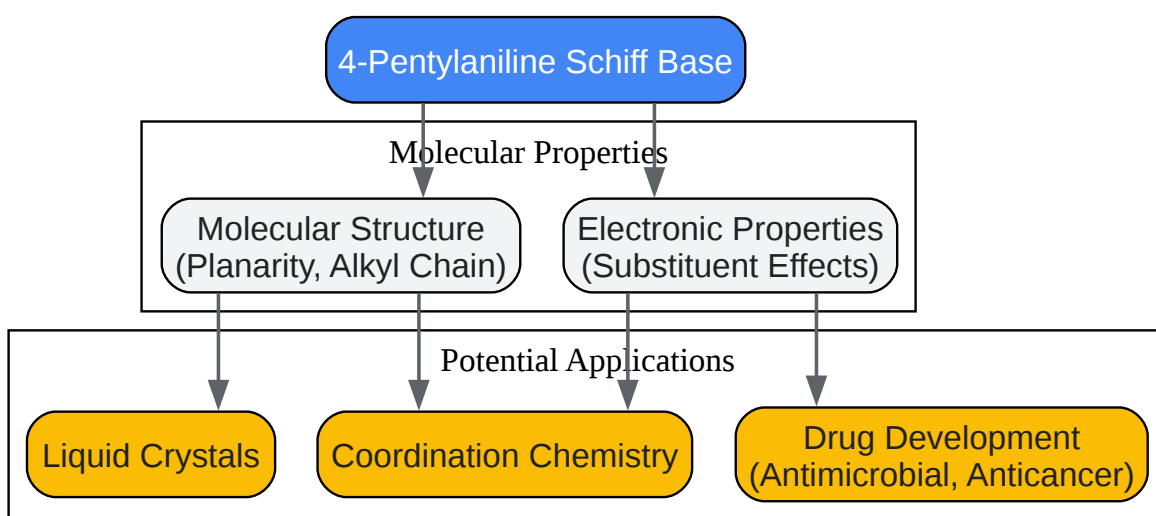 4-Pentylaniline Schiff Base
Molecular Properties
Molecular Structure
(Planarity, Alkyl Chain)
Electronic Properties
(Substituent Effects)
Potential Applications
Liquid Crystals
Coordination Chemistry
Drug Development
(Antimicrobial, Anticancer)